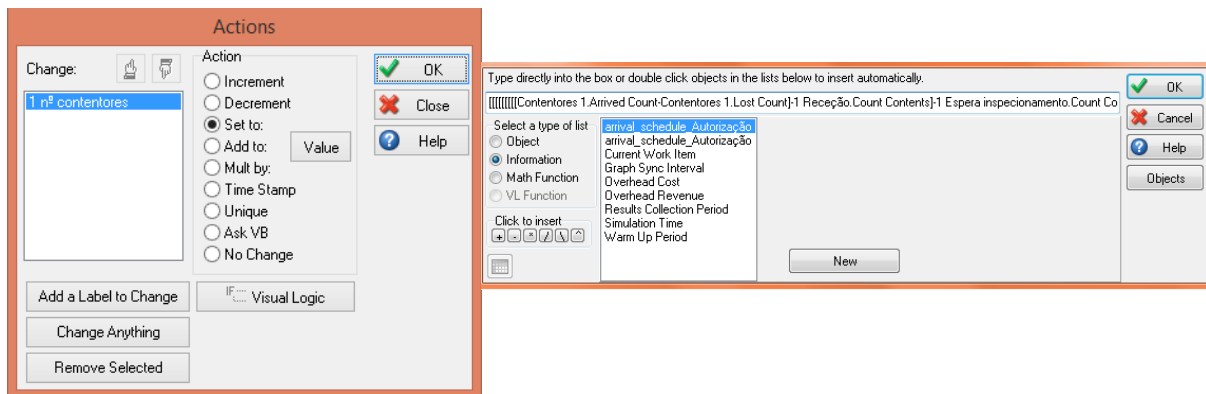 Actions
Change:
1 nº contentores
Add a Label to Change
Change Anything
Remove Selected
Action
Increment
Decrement
Set to:
Add to:
Value
Mult by:
Time Stamp
Unique
Ask VB
No Change
IF Visual Logic
OK
Close
Help
Type directly into the box or double click objects in the lists below to insert automatically.
[[[[[[[[[Contentores 1.Arrived Count-Contentores 1.Lost Count]-1 Receção.Count Contents]-1 Espera inspecionamento.Count Co
Select a type of list
Object
Information
Math Function
VL Function
Click to insert
+ - * / \ ^
arrival_schedule_Autorização
arrival_schedule_Autorização
Current Work Item
Graph Sync Interval
Overhead Cost
Overhead Revenue
Results Collection Period
Simulation Time
Warm Up Period
New
OK
Cancel
Help
Objects